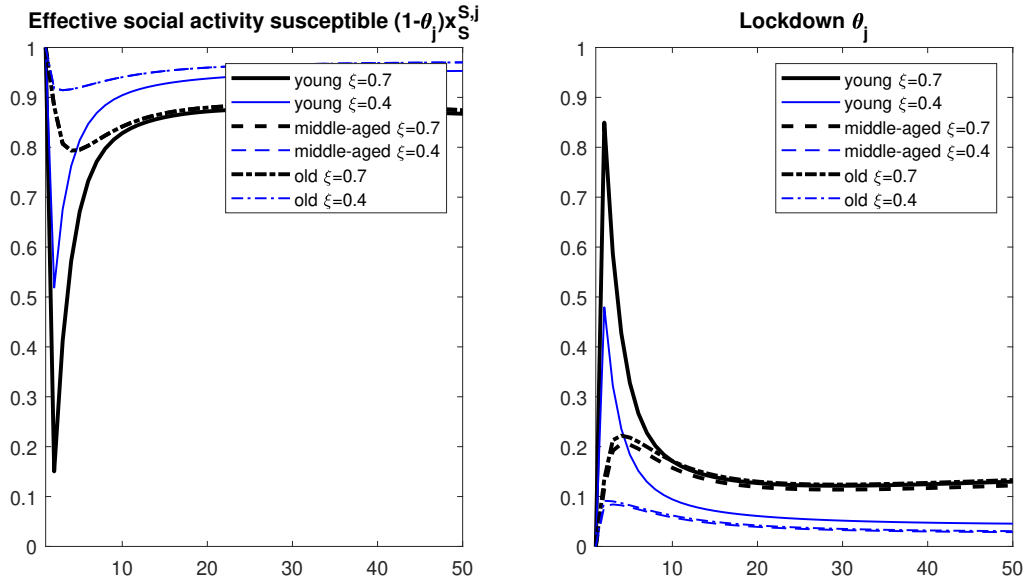 Effective social activity susceptible (1-θj)xS,jS
1
0.9
0.8
0.7
0.6
0.5
0.4
0.3
0.2
0.1
0
10
20
30
40
50
young ξ=0.7
young ξ=0.4
middle-aged ξ=0.7
middle-aged ξ=0.4
old ξ=0.7
old ξ=0.4
Lockdown θj
1
0.9
0.8
0.7
0.6
0.5
0.4
0.3
0.2
0.1
0
10
20
30
40
50
young ξ=0.7
young ξ=0.4
middle-aged ξ=0.7
middle-aged ξ=0.4
old ξ=0.7
old ξ=0.4